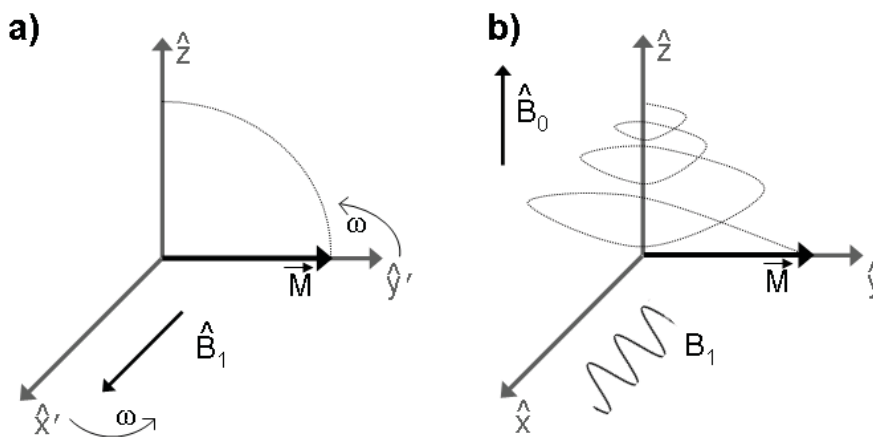 a)
ẑ
ω
M⃗
ŷ′
B̂₁
x̂′
ω
b)
ẑ
B̂₀
M⃗
ŷ
B₁
x̂